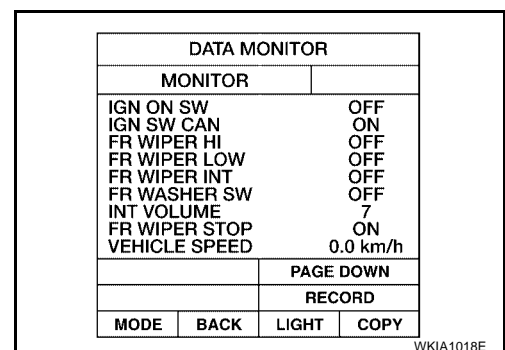 DATA MONITOR
MONITOR
IGN ON SW OFF
IGN SW CAN ON
FR WIPER HI OFF
FR WIPER LOW OFF
FR WIPER INT OFF
FR WASHER SW OFF
INT VOLUME 7
FR WIPER STOP ON
VEHICLE SPEED 0.0 km/h
PAGE DOWN
RECORD
MODE BACK LIGHT COPY
WKIA1018E